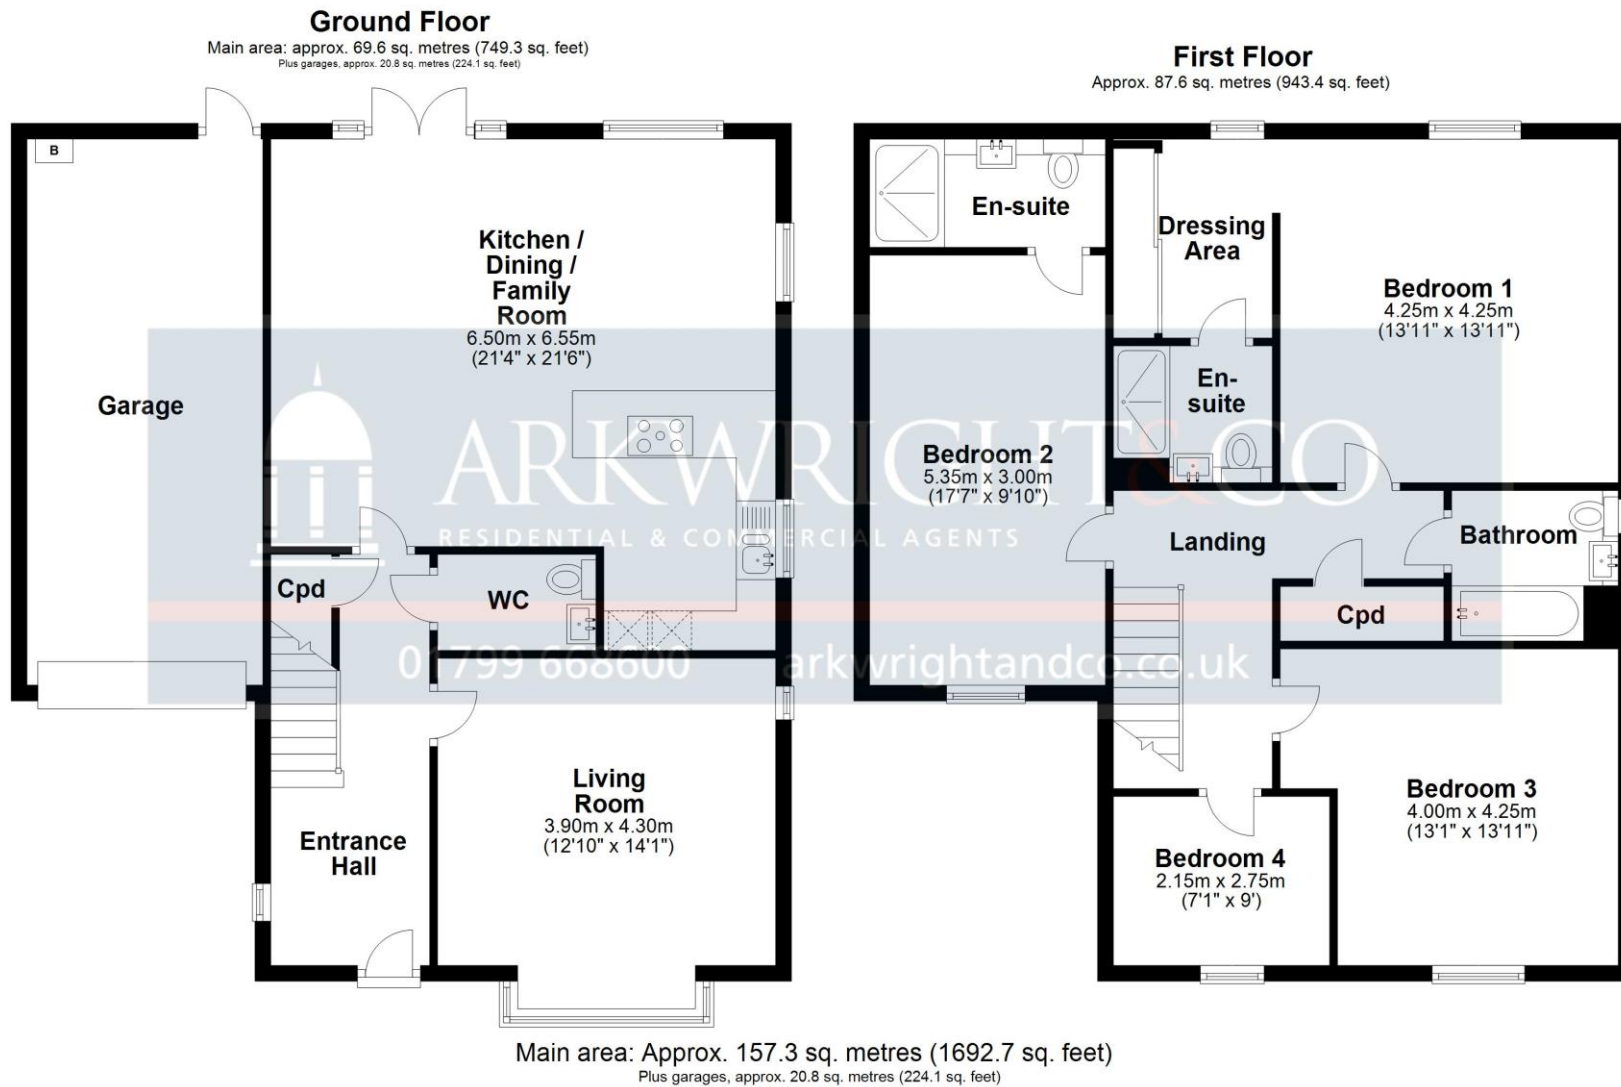 Ground Floor
Main area: approx. 69.6 sq. metres (749.3 sq. feet)
Plus garages, approx. 20.8 sq. metres (224.1 sq. feet)
B
Garage
Kitchen /
Dining /
Family
Room
6.50m x 6.55m
(21'4" x 21'6")
Cpd
WC
Living
Room
3.90m x 4.30m
(12'10" x 14'1")
Entrance
Hall
First Floor
Approx. 87.6 sq. metres (943.4 sq. feet)
En-suite
Dressing
Area
Bedroom 1
4.25m x 4.25m
(13'11" x 13'11")
En-
suite
Bedroom 2
5.35m x 3.00m
(17'7" x 9'10")
Landing
Bathroom
Cpd
Bedroom 3
4.00m x 4.25m
(13'1" x 13'11")
Bedroom 4
2.15m x 2.75m
(7'1" x 9')
ARKWRIGHT&CO
RESIDENTIAL & COMMERCIAL AGENTS
01799 668600 arkwrightandco.co.uk
Main area: Approx. 157.3 sq. metres (1692.7 sq. feet)
Plus garages, approx. 20.8 sq. metres (224.1 sq. feet)